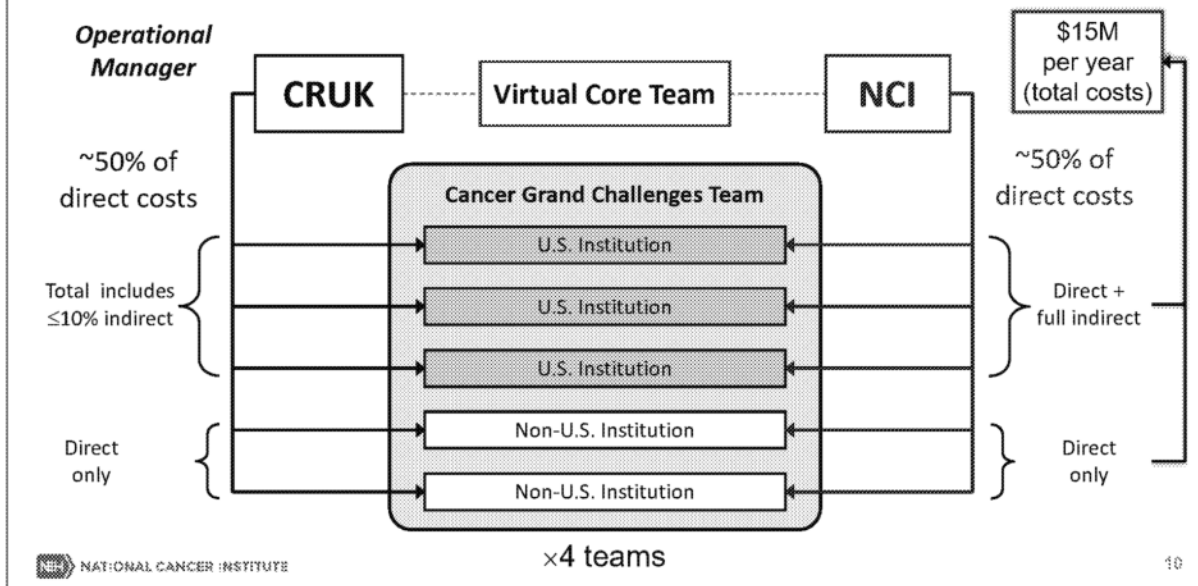 Operational
Manager
CRUK
Virtual Core Team
NCI
$15M
per year
(total costs)
~50% of
direct costs
~50% of
direct costs
Cancer Grand Challenges Team
U.S. Institution
U.S. Institution
U.S. Institution
Non-U.S. Institution
Non-U.S. Institution
Total includes
≤10% indirect
Direct +
full indirect
Direct
only
Direct
only
×4 teams
NIH NATIONAL CANCER INSTITUTE
10